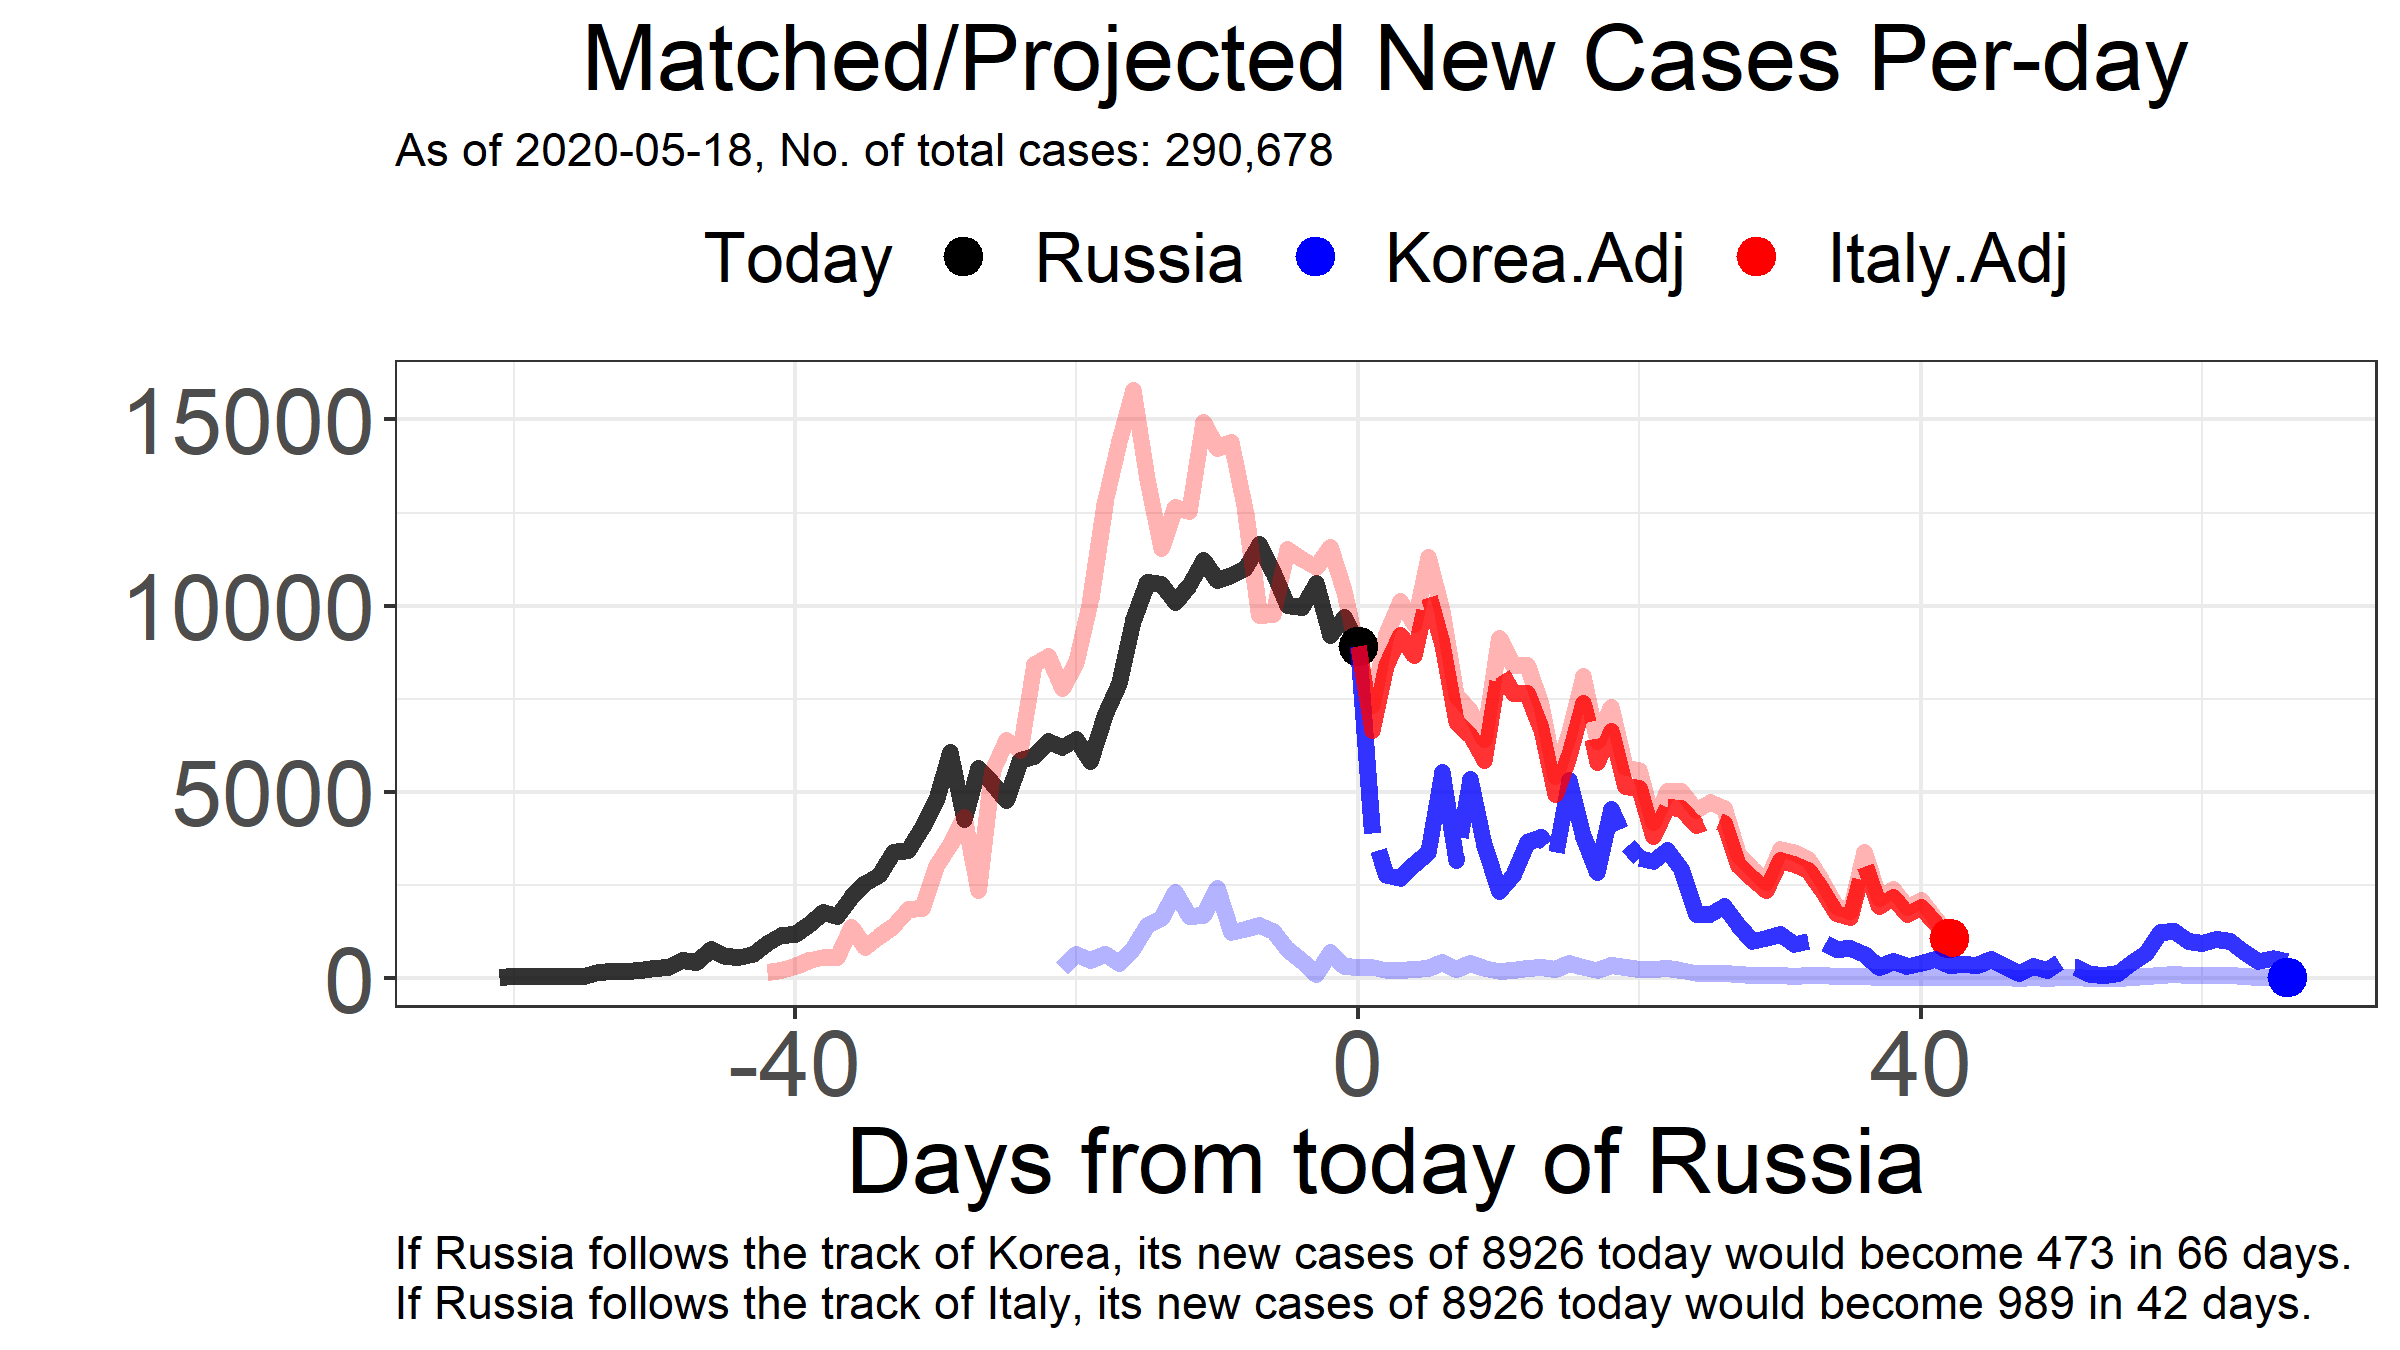 Matched/Projected New Cases Per-day
As of 2020-05-18, No. of total cases: 290,678
Today Russia Korea.Adj Italy.Adj
15000
10000
5000
0
-40 0 40
Days from today of Russia
If Russia follows the track of Korea, its new cases of 8926 today would become 473 in 66 days.
If Russia follows the track of Italy, its new cases of 8926 today would become 989 in 42 days.